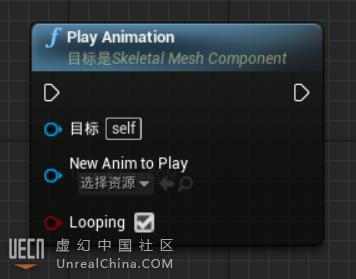 Play Animation
目标是Skeletal Mesh Component
目标 self
New Anim to Play
选择资源
Looping
UECN 虚幻中国社区
UnrealChina.COM